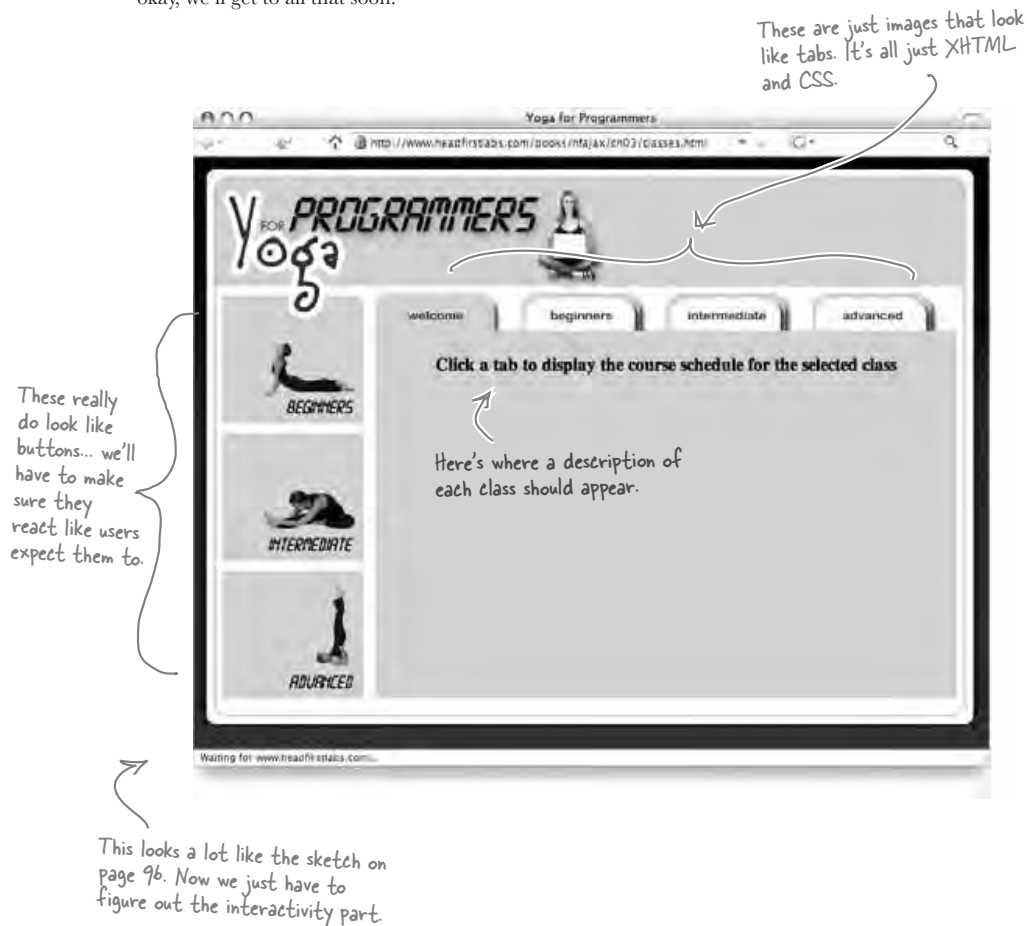 okay, we'll get to all that soon.
These are just images that look
like tabs. It's all just XHTML
and CSS.
Yoga for Programmers
http://www.headfirstlabs.com/books/hfajax/ch03/classes.html
Yoga FOR PROGRAMMERS
welcome
beginners
intermediate
advanced
Click a tab to display the course schedule for the selected class
BEGINNERS
These really
do look like
buttons... we'll
have to make
sure they
react like users
expect them to.
Here's where a description of
each class should appear.
INTERMEDIATE
ADVANCED
Waiting for www.headfirstlabs.com...
This looks a lot like the sketch on
page 96. Now we just have to
figure out the interactivity part.